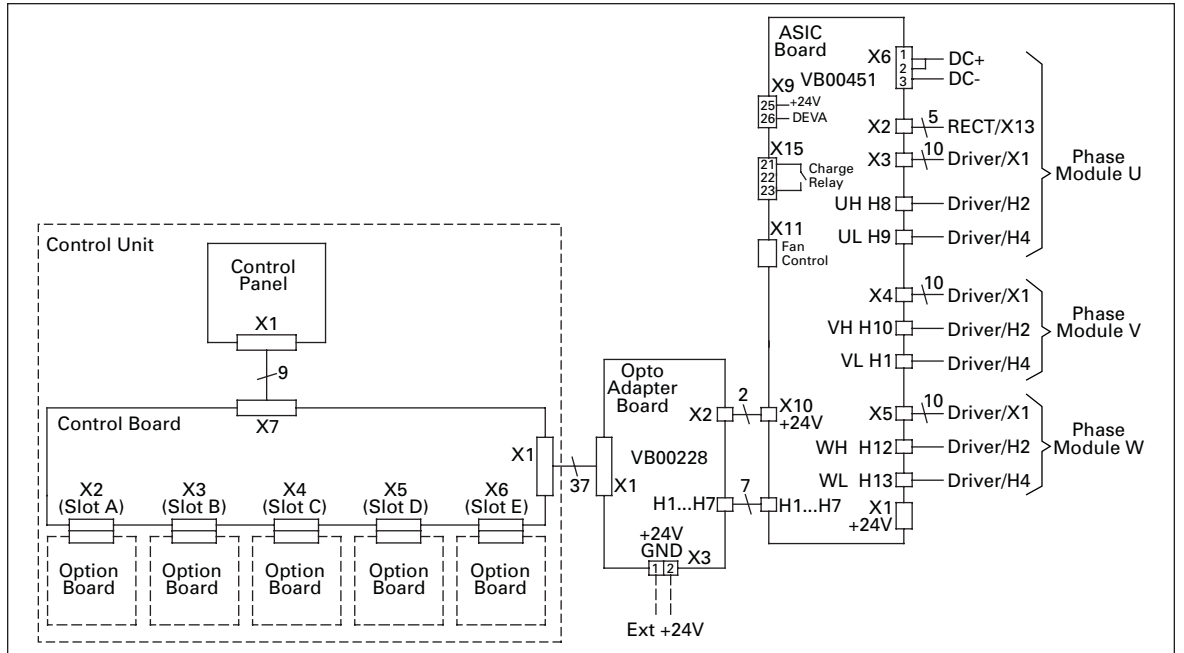 ASIC
Board
VB00451
X6
1
2
3
DC+
DC-
X9
25
26
+24V
DEVA
X2
5
RECT/X13
X15
21
22
23
Charge
Relay
X3
10
Driver/X1
Phase
Module U
UH H8
Driver/H2
X11
Fan
Control
UL H9
Driver/H4
X4
10
Driver/X1
VH H10
Driver/H2
Phase
Module V
VL H1
Driver/H4
X5
10
Driver/X1
WH H12
Driver/H2
Phase
Module W
WL H13
Driver/H4
X1
+24V
Control Unit
Control
Panel
X1
9
X7
Control Board
X1
37
X2
(Slot A)
X3
(Slot B)
X4
(Slot C)
X5
(Slot D)
X6
(Slot E)
Option
Board
Option
Board
Option
Board
Option
Board
Option
Board
Opto
Adapter
Board
X2
2
X10
+24V
VB00228
X1
H1...H7
7
H1...H7
+24V
GND
X3
1 2
Ext +24V